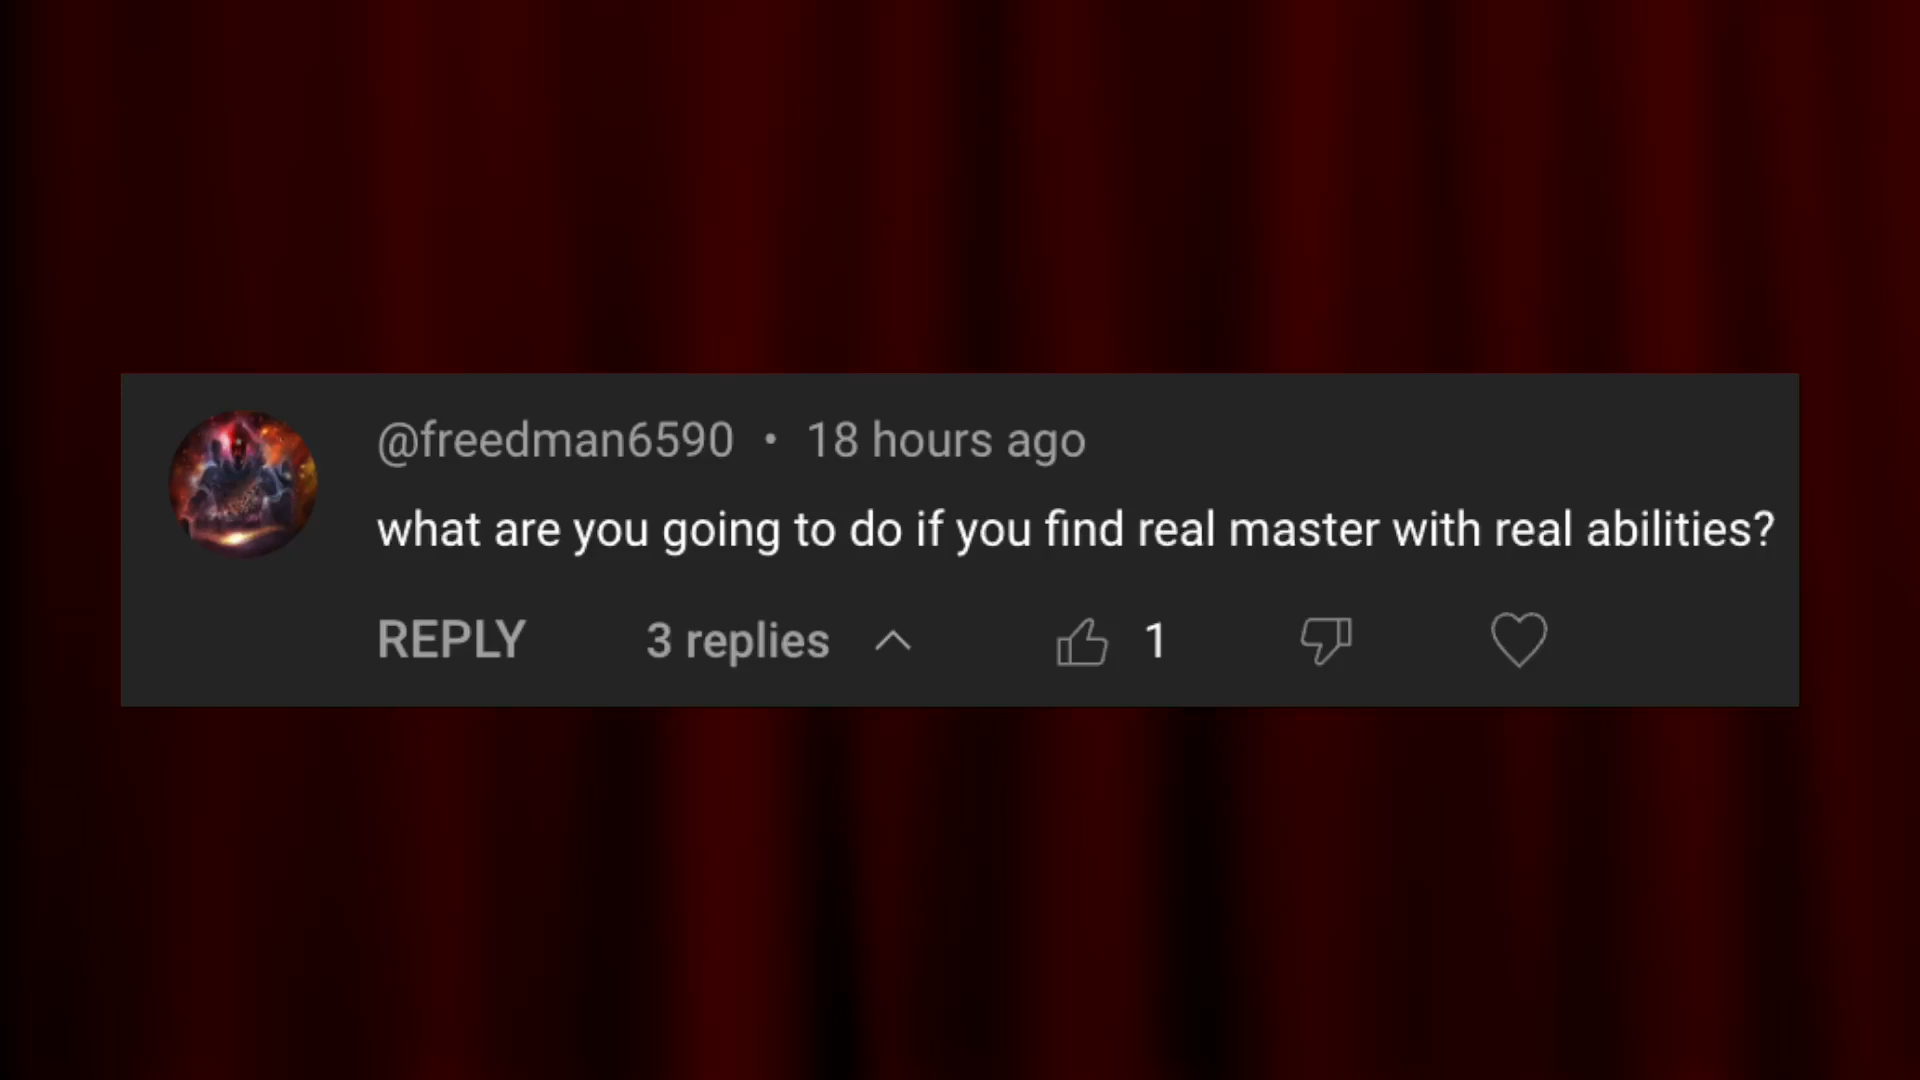 @freedman6590 • 18 hours ago
what are you going to do if you find real master with real abilities?
REPLY 3 replies 1